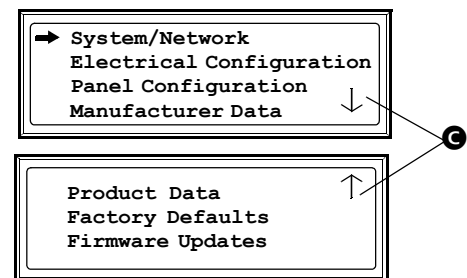 System/Network
Electrical Configuration
Panel Configuration
Manufacturer Data
C
Product Data
Factory Defaults
Firmware Updates